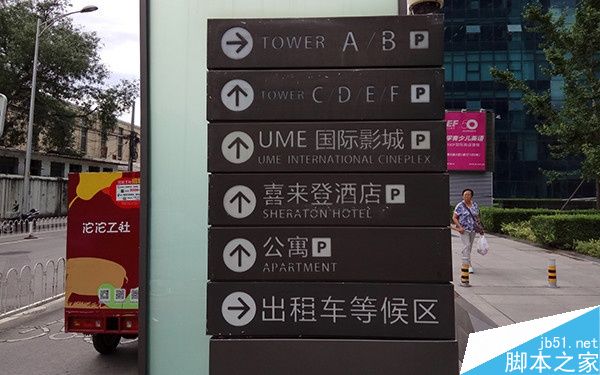 TOWER A/B P
TOWER C/D/E/F P
UME 国际影城 P
UME INTERNATIONAL CINEPLEX
喜来登酒店 P
SHERATON HOTEL
公寓 P
APARTMENT
出租车等候区
沱沱工社
jb51.net
脚本之家